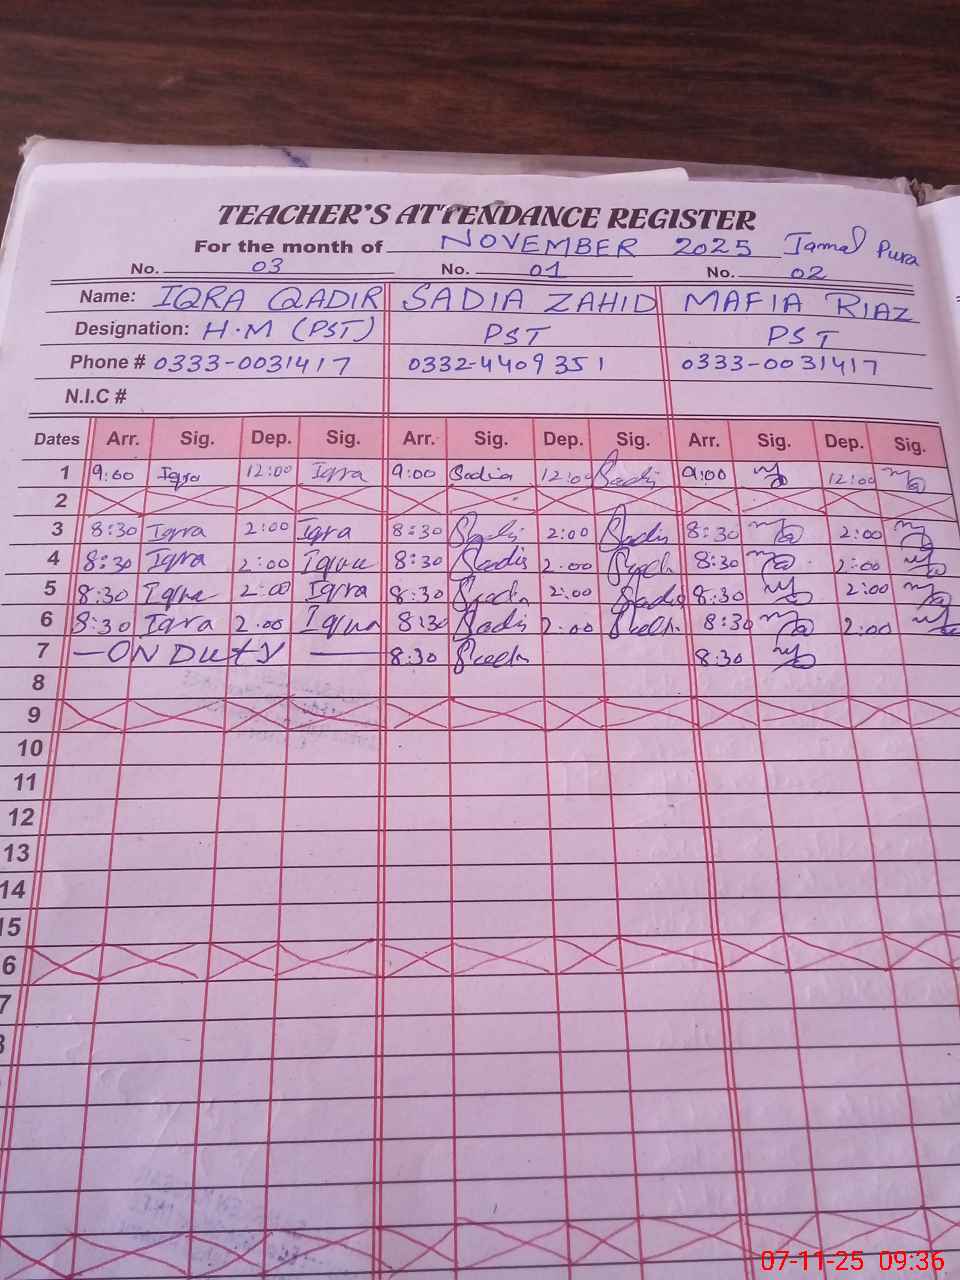 TEACHER'S ATTENDANCE REGISTER
For the month of NOVEMBER 2025 Jamal Pura
No. 03 No. 01 No. 02
Name: IQRA QADIR SADIA ZAHID MAFIA RIAZ
Designation: H.M (PST) PST PST
Phone # 0333-0031417 0332-4409351 0333-0031417
N.I.C #
Dates Arr. Sig. Dep. Sig. Arr. Sig. Dep. Sig. Arr. Sig. Dep. Sig.
1 9:00 Iqra 12:00 Iqra 9:00 Sadia 12:00 Sadia 9:00 12:00
2
3 8:30 Iqra 2:00 Iqra 8:30 Sadia 2:00 Sadia 8:30 2:00
4 8:30 Iqra 2:00 Iqra 8:30 Sadia 2:00 Sadia 8:30 2:00
5 8:30 Iqra 2:00 Iqra 8:30 Sadia 2:00 Sadia 8:30 2:00
6 8:30 Iqra 2:00 Iqra 8:30 Sadia 2:00 Sadia 8:30 2:00
7 — ON DUTY — 8:30 Sadia 8:30
8
9
10
11
12
13
14
15
6
7
07-11-25 09:36